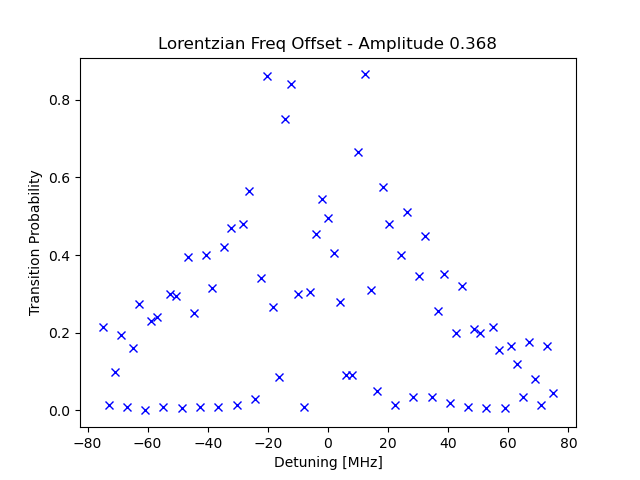 Lorentzian Freq Offset - Amplitude 0.368
Transition Probability
0.8
0.6
0.4
0.2
0.0
−80 −60 −40 −20 0 20 40 60 80
Detuning [MHz]